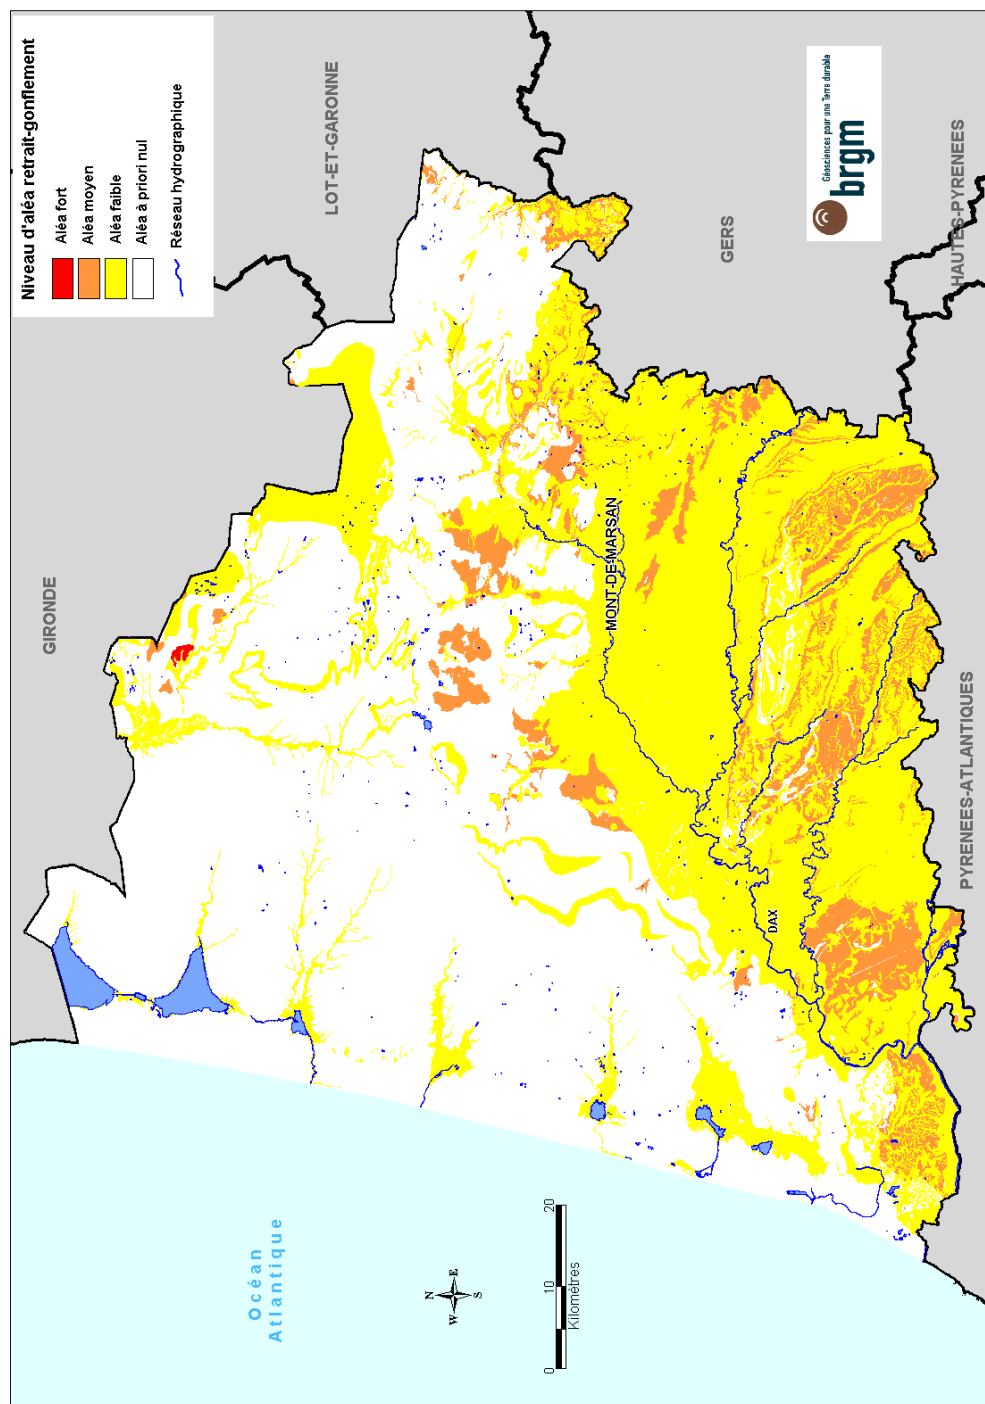 Niveau d'aléa retrait-gonflement
Aléa fort
Aléa moyen
Aléa faible
Aléa a priori nul
Réseau hydrographique
GIRONDE
LOT-ET-GARONNE
GERS
HAUTES-PYRENEES
PYRENEES-ATLANTIQUES
MONT-DE-MARSAN
DAX
Océan
Atlantique
N
W
E
S
0 10 20
Kilomètres
Géosciences pour une Terre durable
brgm